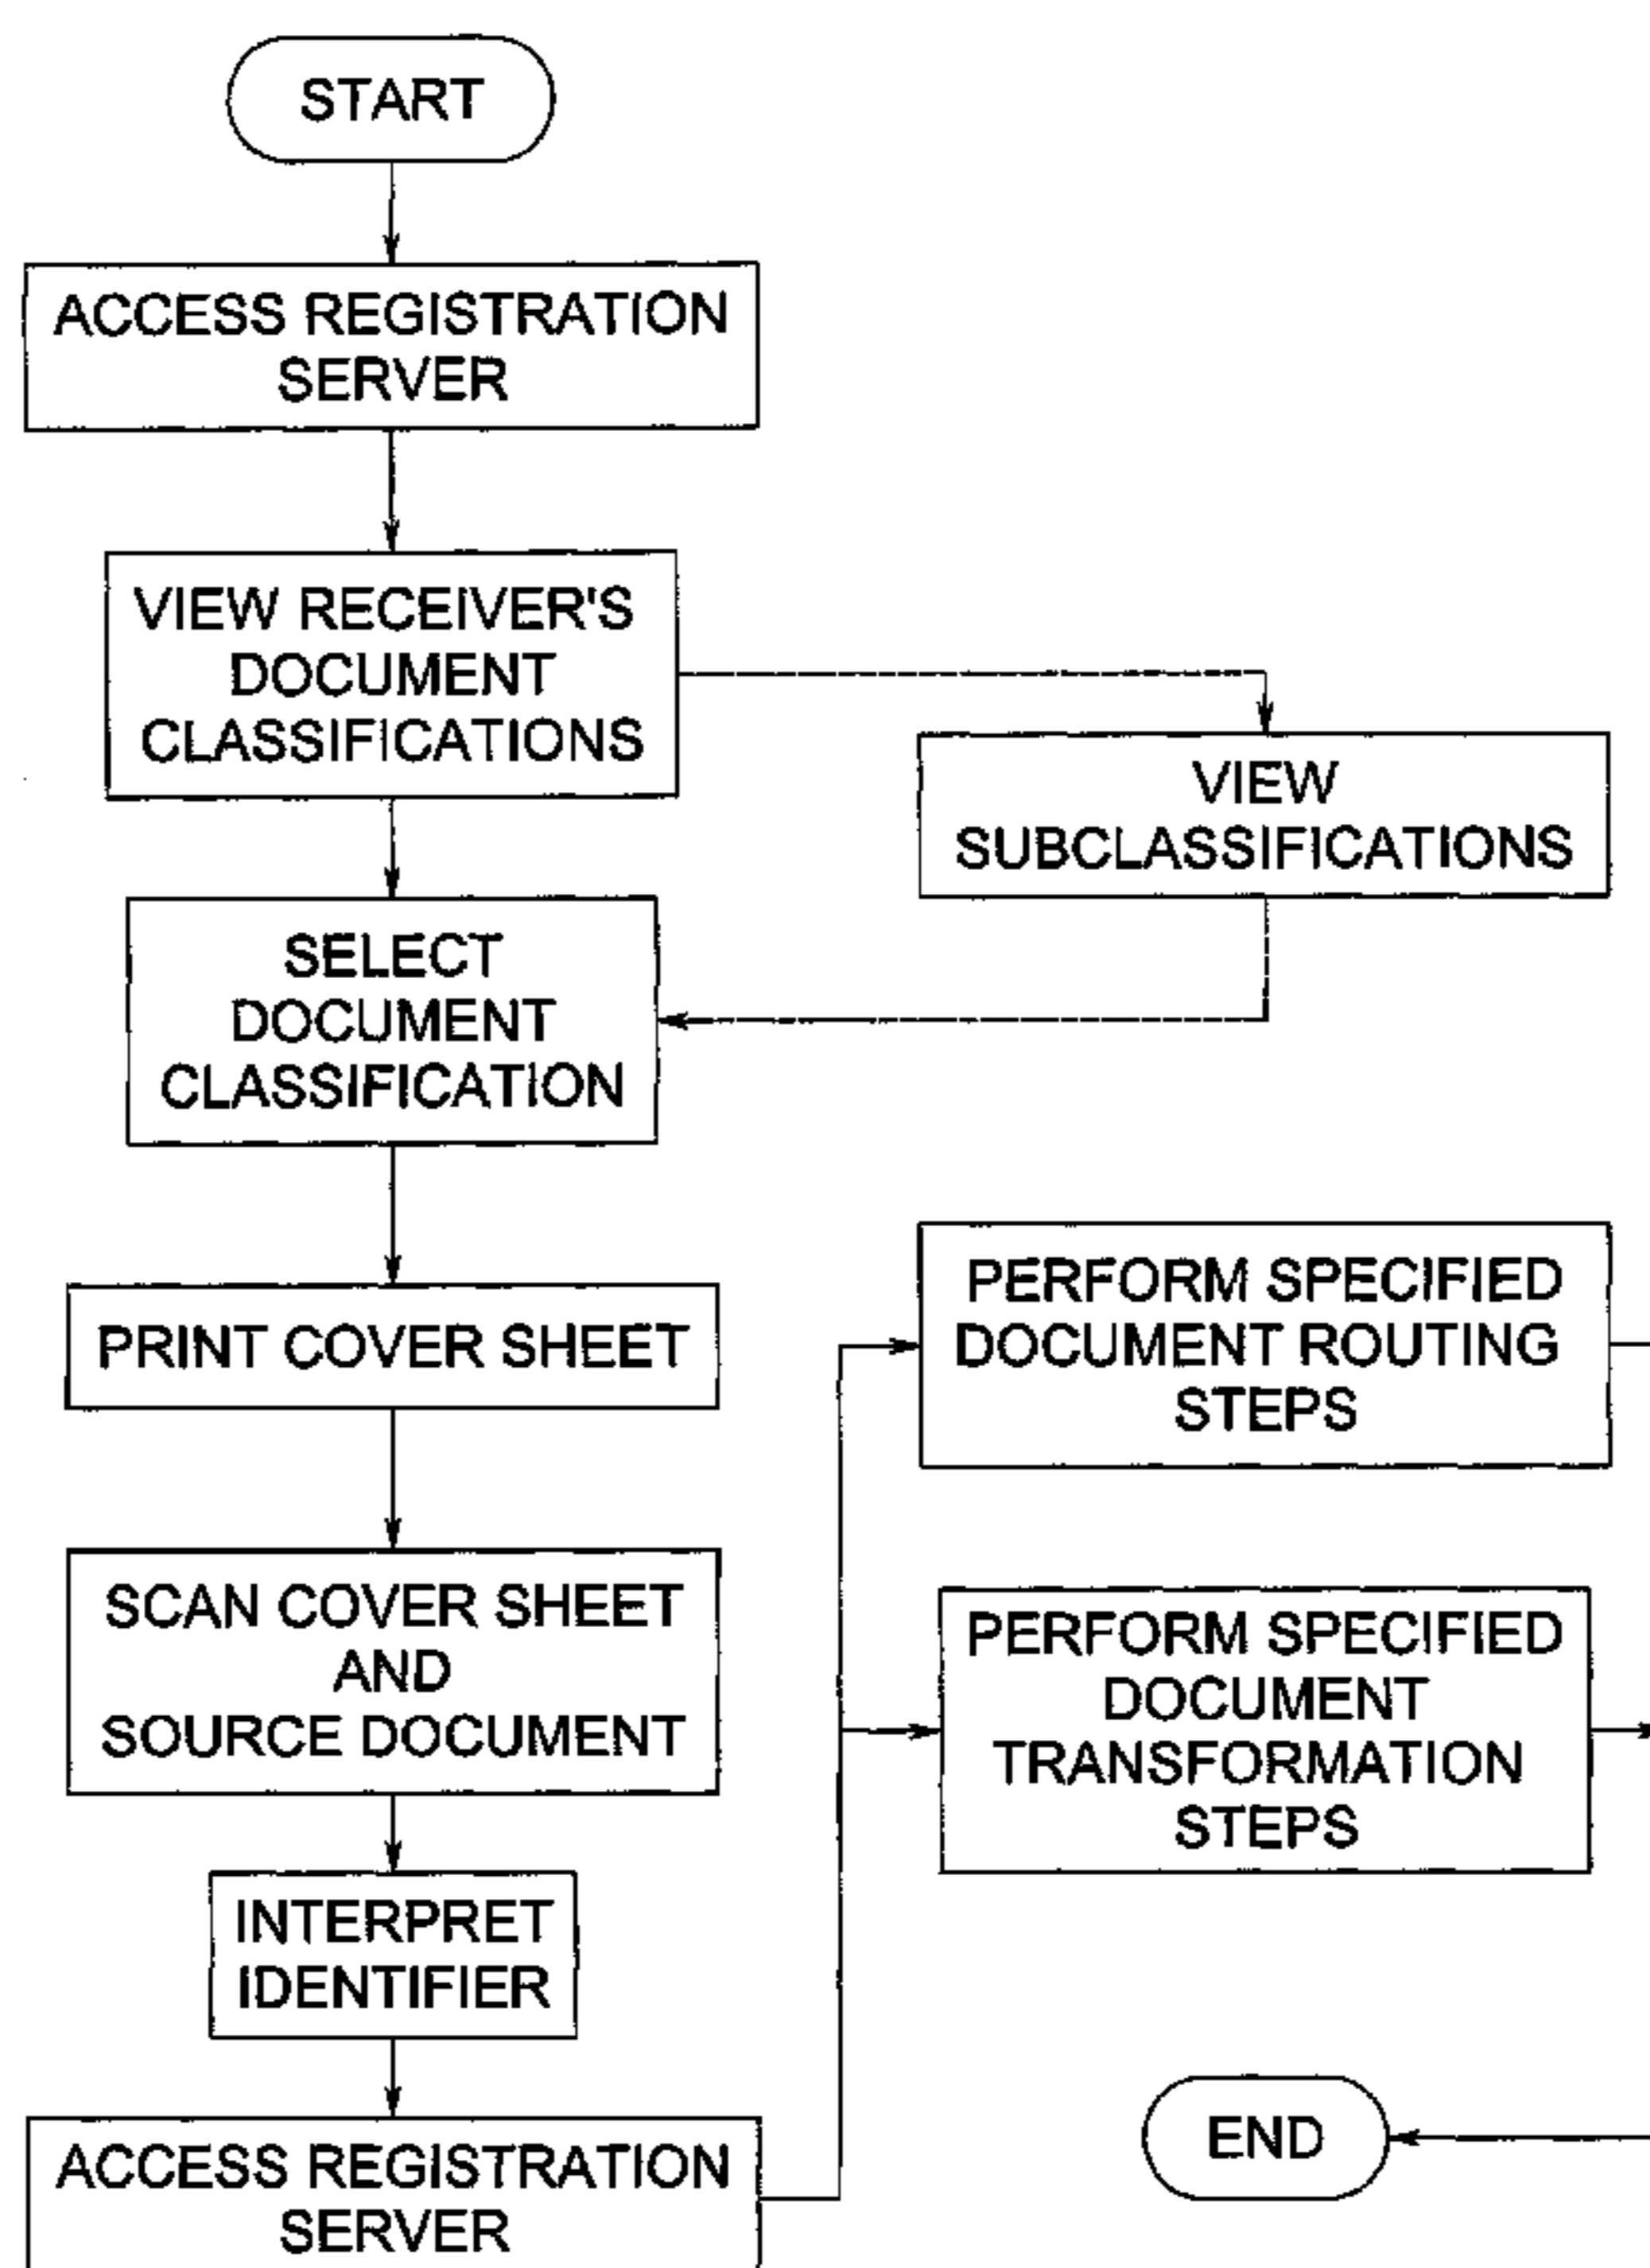 START
ACCESS REGISTRATION
SERVER
VIEW RECEIVER'S
DOCUMENT
CLASSIFICATIONS
VIEW
SUBCLASSIFICATIONS
SELECT
DOCUMENT
CLASSIFICATION
PRINT COVER SHEET
SCAN COVER SHEET
AND
SOURCE DOCUMENT
INTERPRET
IDENTIFIER
ACCESS REGISTRATION
SERVER
PERFORM SPECIFIED
DOCUMENT ROUTING
STEPS
PERFORM SPECIFIED
DOCUMENT
TRANSFORMATION
STEPS
END